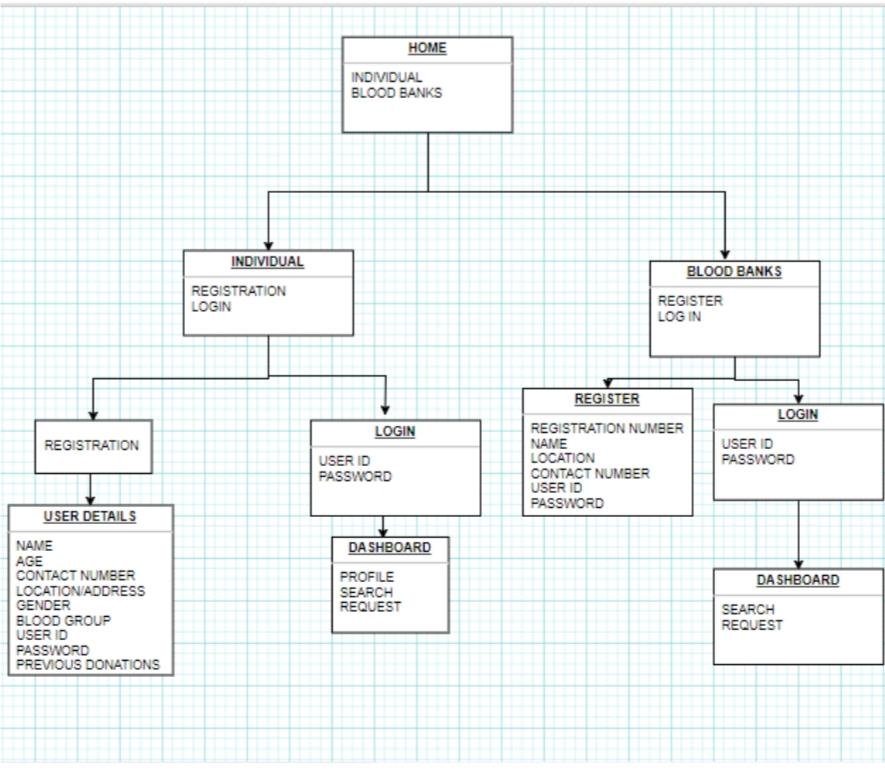 HOME
INDIVIDUAL
BLOOD BANKS
INDIVIDUAL
REGISTRATION
LOGIN
BLOOD BANKS
REGISTER
LOG IN
REGISTRATION
USER DETAILS
NAME
AGE
CONTACT NUMBER
LOCATION/ADDRESS
GENDER
BLOOD GROUP
USER ID
PASSWORD
PREVIOUS DONATIONS
LOGIN
USER ID
PASSWORD
DASHBOARD
PROFILE
SEARCH
REQUEST
REGISTER
REGISTRATION NUMBER
NAME
LOCATION
CONTACT NUMBER
USER ID
PASSWORD
LOGIN
USER ID
PASSWORD
DASHBOARD
SEARCH
REQUEST